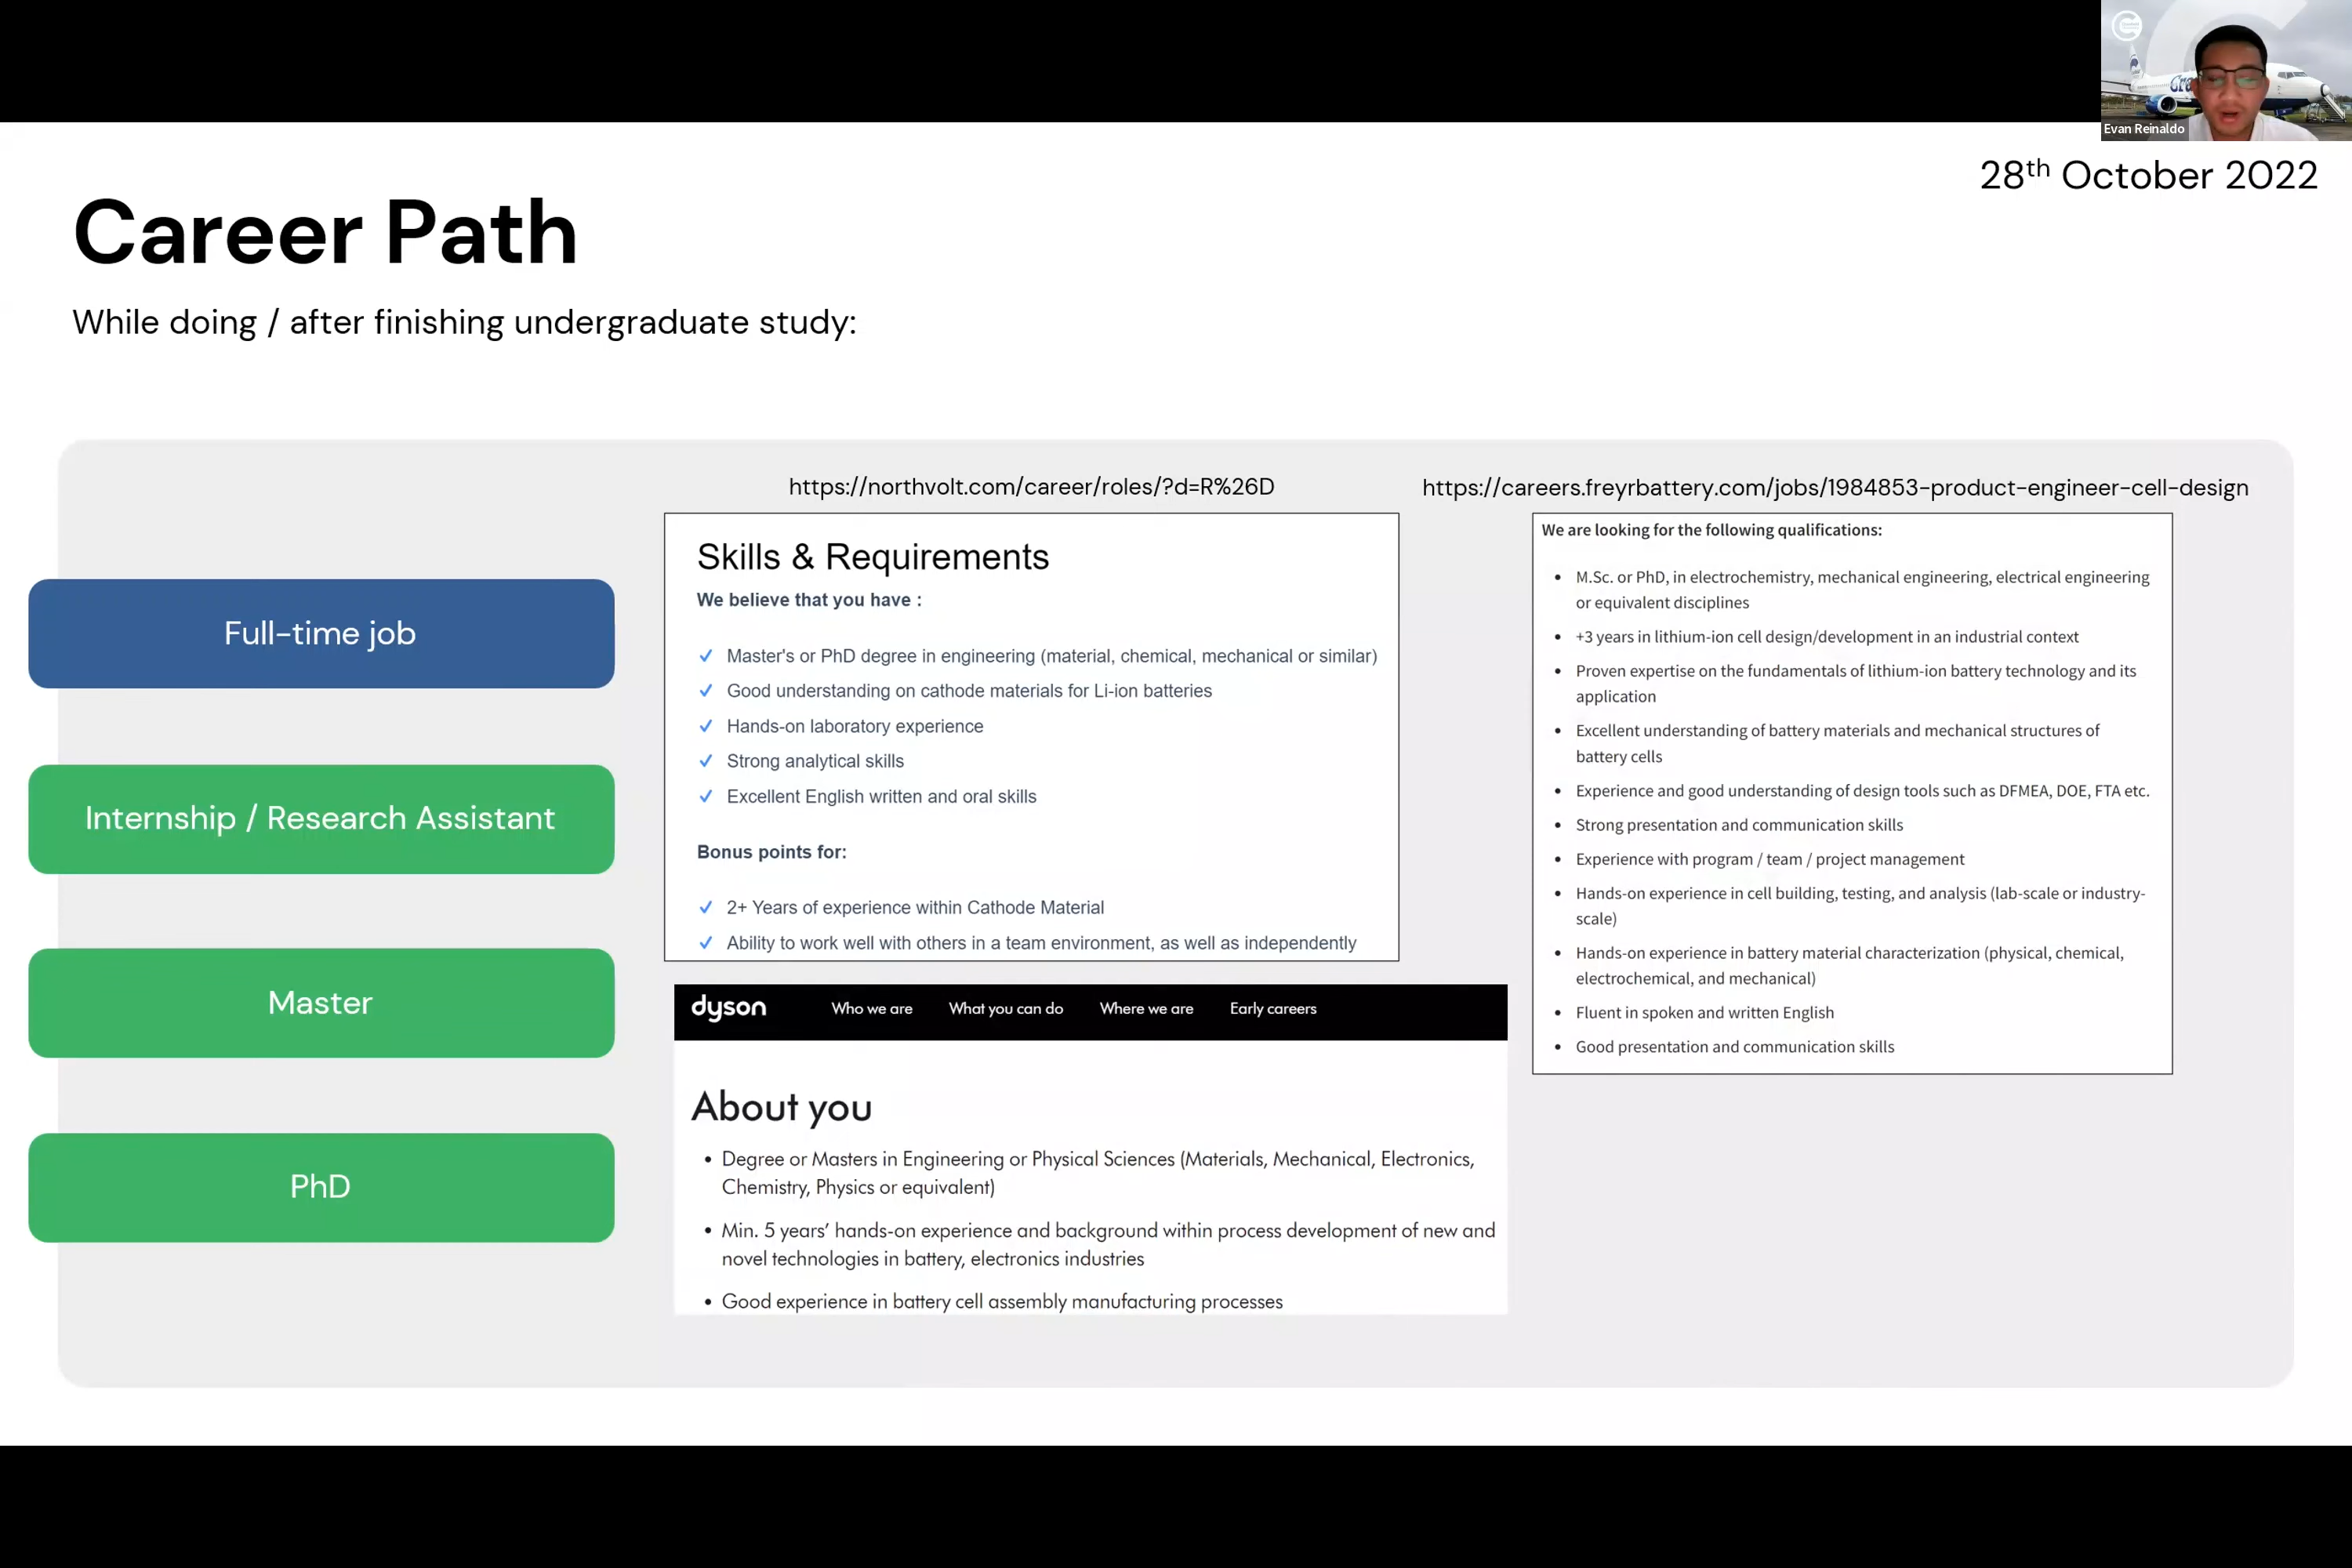 Evan Reinaldo
28th October 2022
Career Path
While doing / after finishing undergraduate study:
Full-time job
Internship / Research Assistant
Master
PhD
https://northvolt.com/career/roles/?d=R%26D
Skills & Requirements
We believe that you have :
Master's or PhD degree in engineering (material, chemical, mechanical or similar)
Good understanding on cathode materials for Li-ion batteries
Hands-on laboratory experience
Strong analytical skills
Excellent English written and oral skills
Bonus points for:
2+ Years of experience within Cathode Material
Ability to work well with others in a team environment, as well as independently
dyson
Who we are
What you can do
Where we are
Early careers
About you
• Degree or Masters in Engineering or Physical Sciences (Materials, Mechanical, Electronics,
Chemistry, Physics or equivalent)
• Min. 5 years’ hands-on experience and background within process development of new and
novel technologies in battery, electronics industries
• Good experience in battery cell assembly manufacturing processes
https://careers.freyrbattery.com/jobs/1984853-product-engineer-cell-design
We are looking for the following qualifications:
• M.Sc. or PhD, in electrochemistry, mechanical engineering, electrical engineering
or equivalent disciplines
• +3 years in lithium-ion cell design/development in an industrial context
• Proven expertise on the fundamentals of lithium-ion battery technology and its
application
• Excellent understanding of battery materials and mechanical structures of
battery cells
• Experience and good understanding of design tools such as DFMEA, DOE, FTA etc.
• Strong presentation and communication skills
• Experience with program / team / project management
• Hands-on experience in cell building, testing, and analysis (lab-scale or industry-
scale)
• Hands-on experience in battery material characterization (physical, chemical,
electrochemical, and mechanical)
• Fluent in spoken and written English
• Good presentation and communication skills